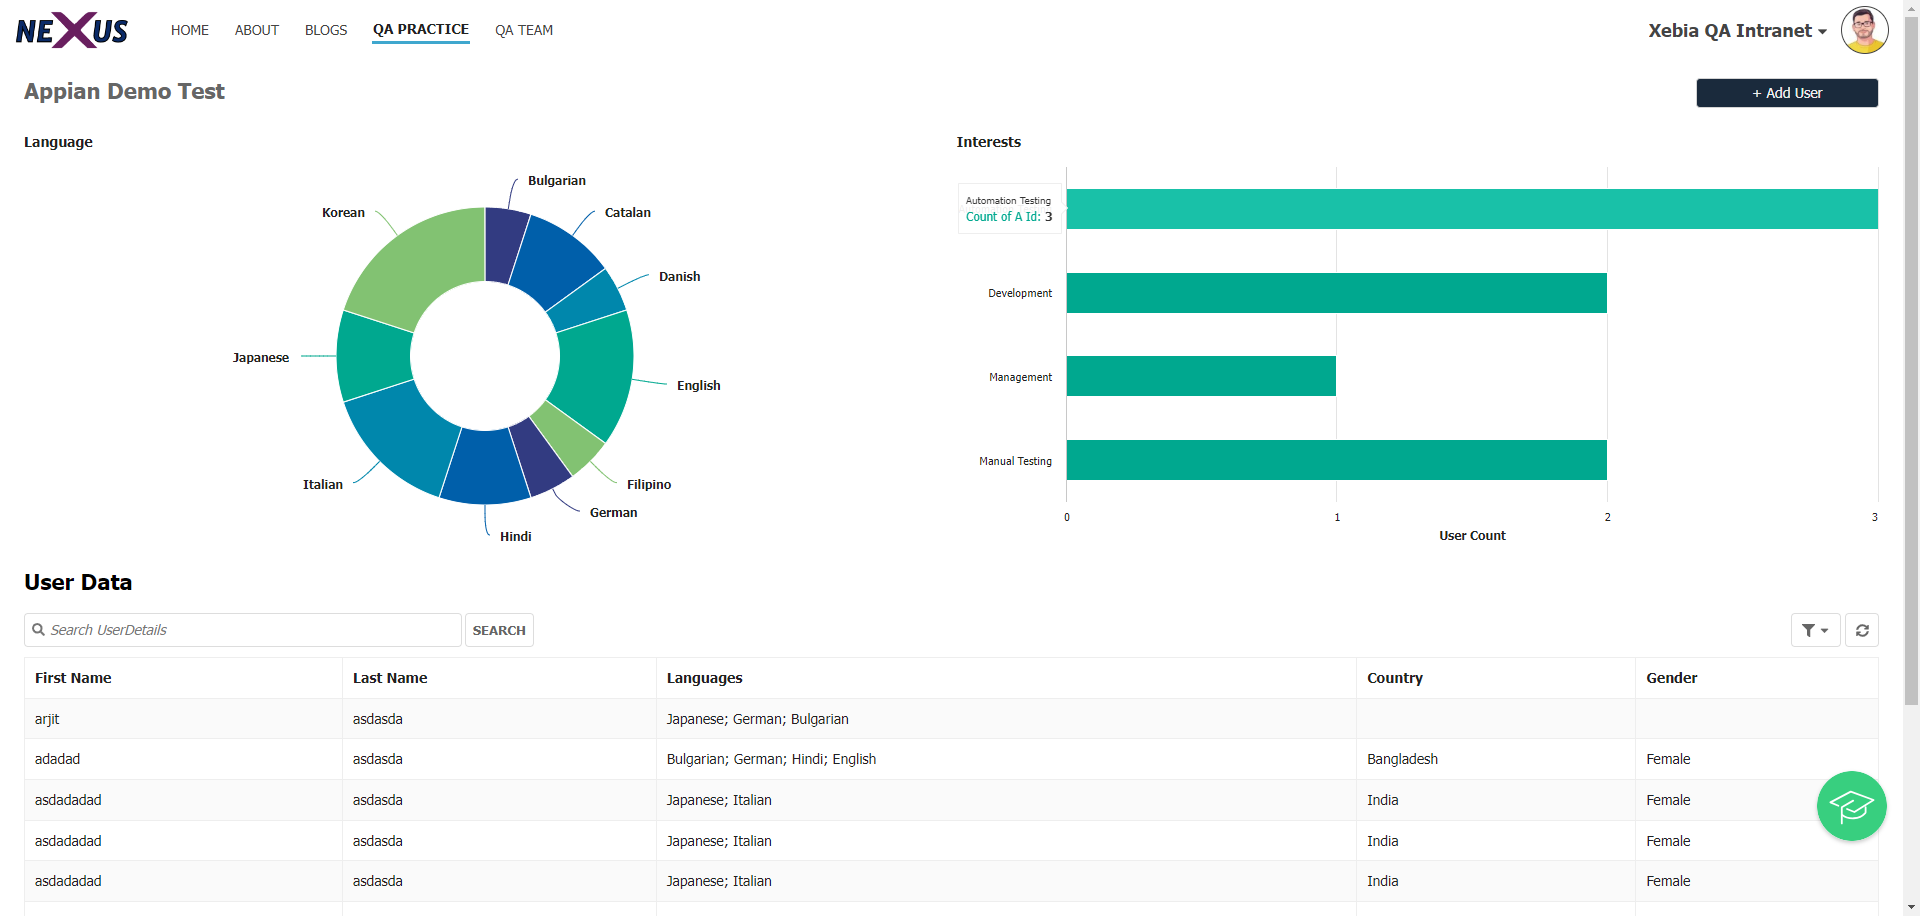 NEXUS HOME ABOUT BLOGS QA PRACTICE QA TEAM Xebia QA Intranet
Appian Demo Test + Add User
Language
Bulgarian
Korean Catalan
Danish
Japanese
English
Italian Filipino
German
Hindi
Interests
Automation Testing
Count of A Id: 3
Development
Management
Manual Testing
0 1 2 3
User Count
User Data
Search UserDetails SEARCH
First Name Last Name Languages Country Gender
arjit asdasda Japanese; German; Bulgarian
adadad asdasda Bulgarian; German; Hindi; English Bangladesh Female
asdadadad asdasda Japanese; Italian India Female
asdadadad asdasda Japanese; Italian India Female
asdadadad asdasda Japanese; Italian India Female